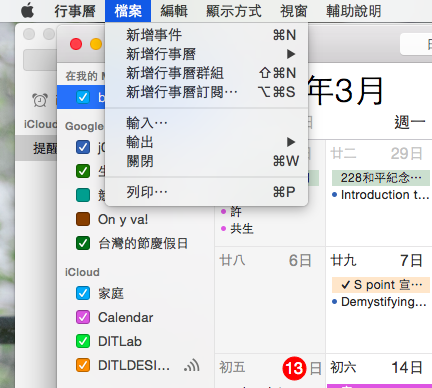 行事曆 檔案 編輯 顯示方式 視窗 輔助說明
新增事件 ⌘N
新增行事曆 ▶
新增行事曆群組 ⇧⌘N
新增行事曆訂閱⋯ ⌥⌘S
輸入⋯
輸出 ▶
關閉 ⌘W
列印⋯ ⌘P
年3月
週一
在我的
iCloud
提醒
Google
On y va!
台灣的節慶假日
iCloud
家庭
Calendar
DITLab
DITLDESI...
廿二 29日
228和平紀念⋯
Introduction t...
許
共生
廿八 6日
廿九 7日
✓ S point 宣⋯
Demystifying...
初五 13日
初六 14日